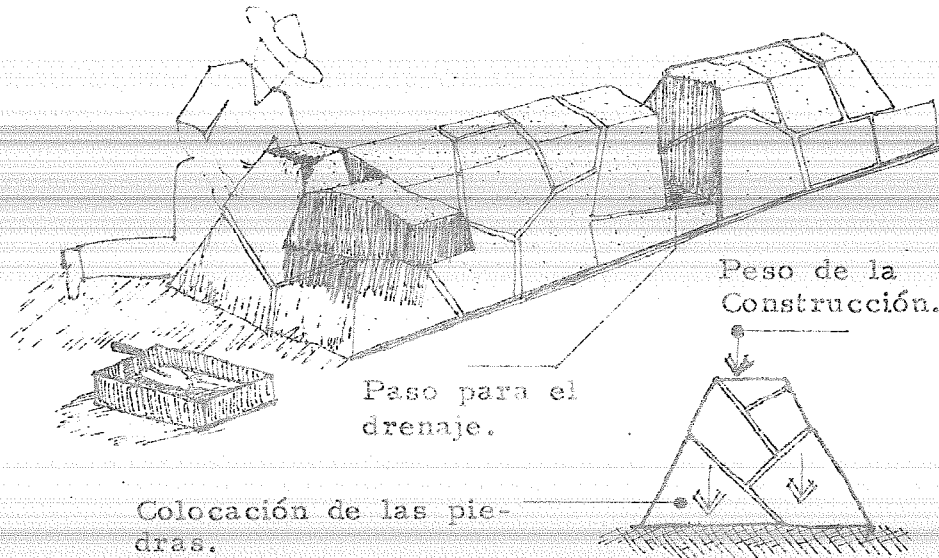 Peso de la
Construcción.
Paso para el
drenaje.
Colocación de las pie-
dras.